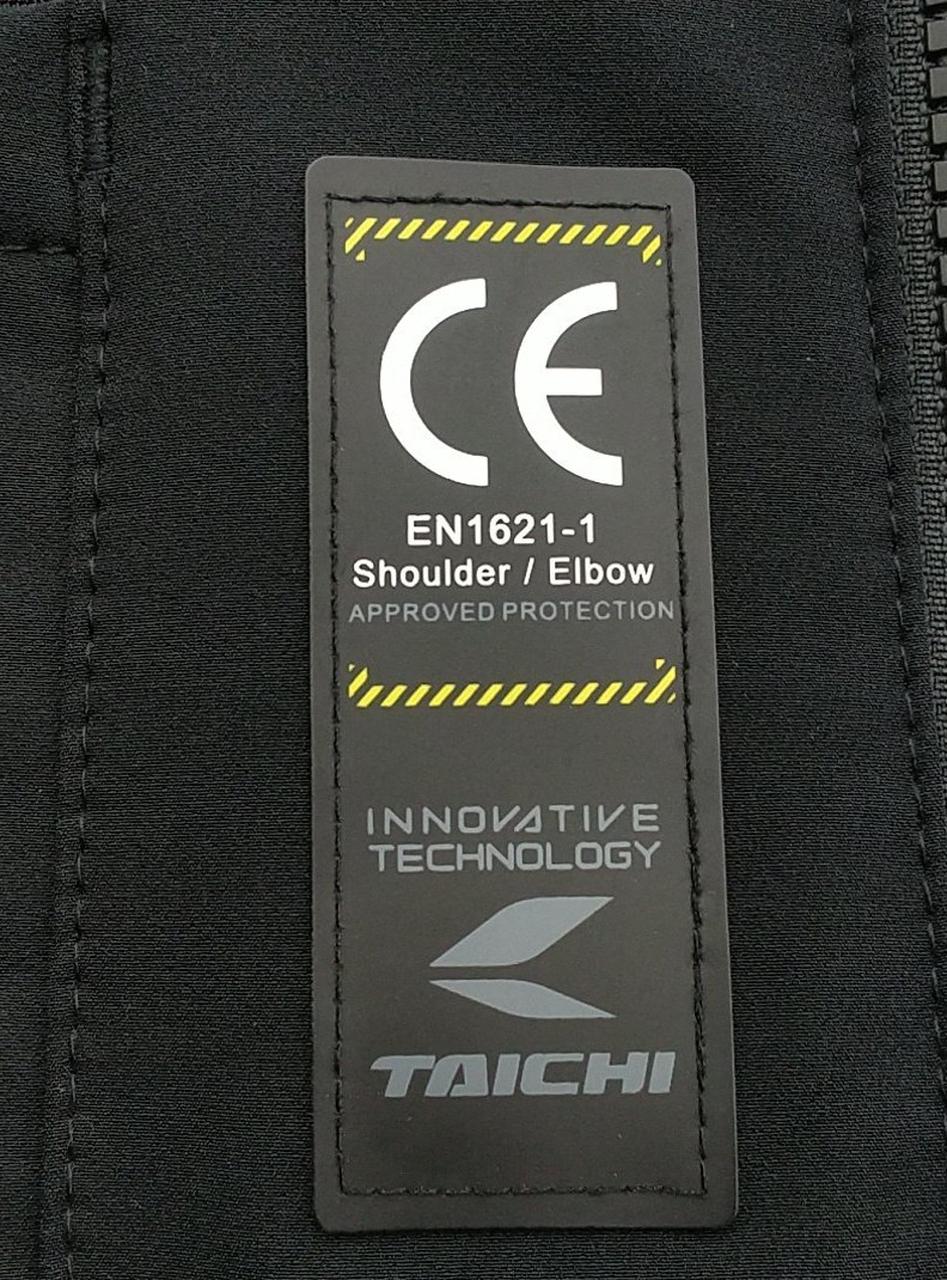 CE
EN1621-1
Shoulder / Elbow
APPROVED PROTECTION
INNOVATIVE
TECHNOLOGY
TAICHI